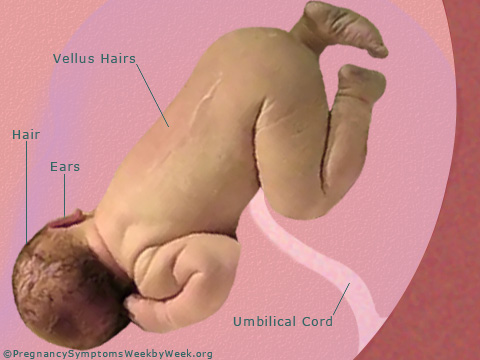 Vellus Hairs
Hair
Ears
Umbilical Cord
©PregnancySymptomsWeekbyWeek.org